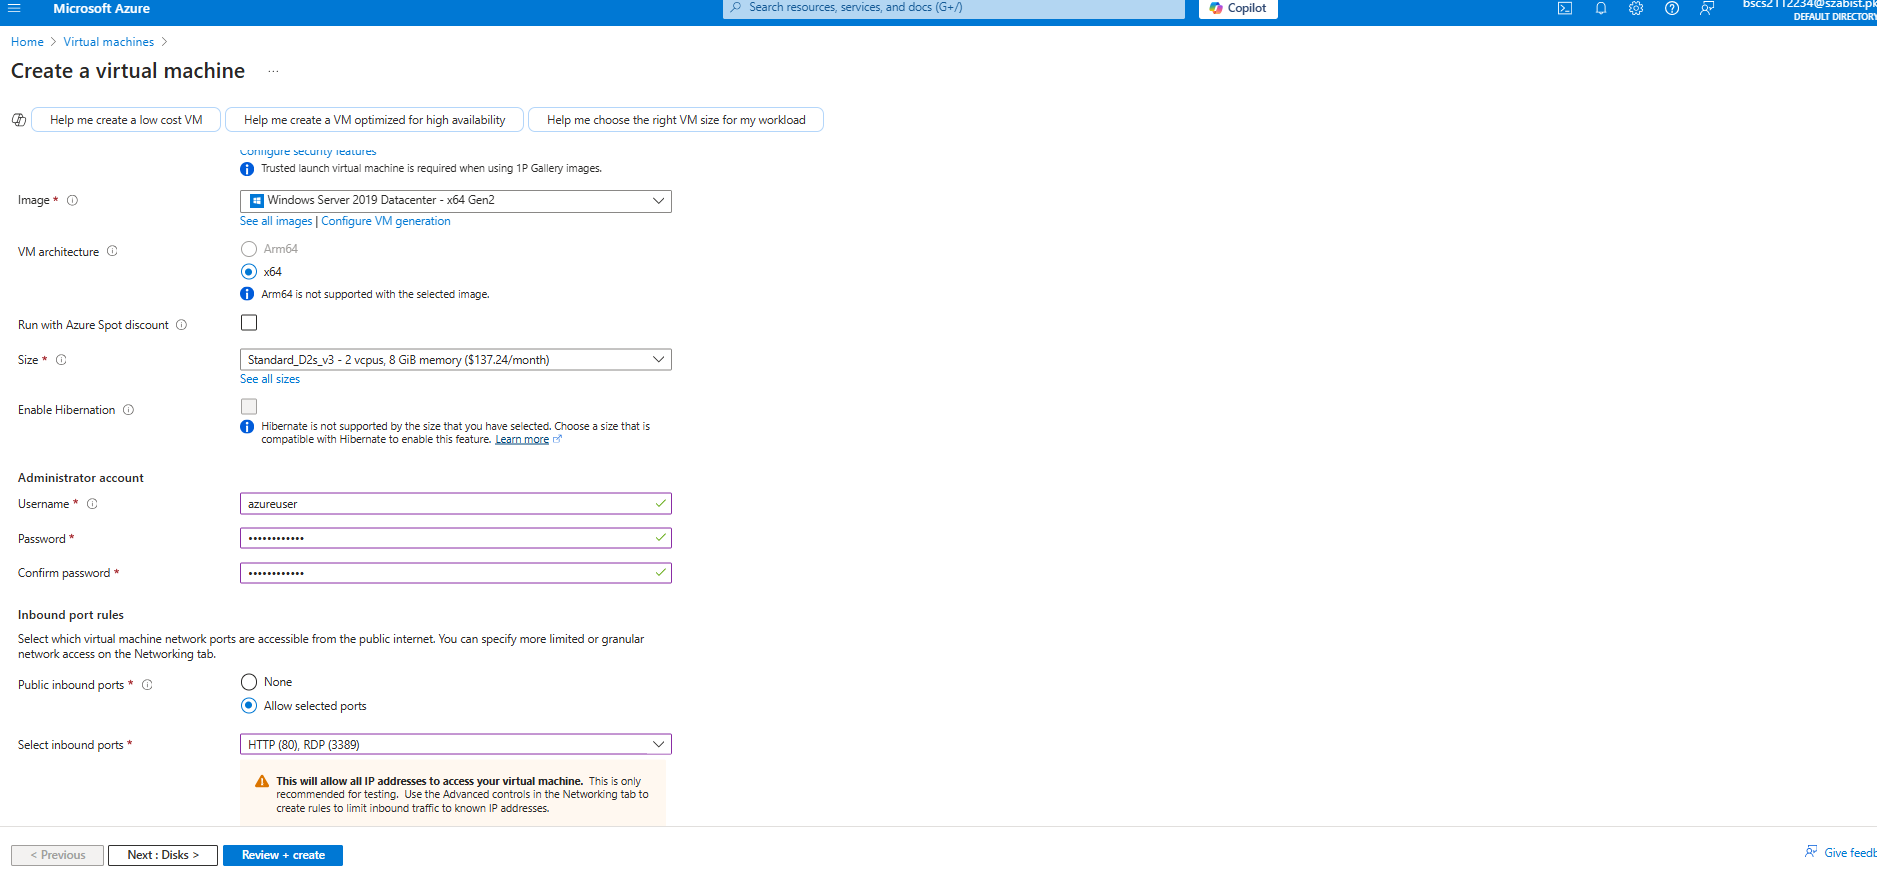 Microsoft Azure
Search resources, services, and docs (G+/)
Copilot
bscs2112234@szabist.pk
DEFAULT DIRECTORY
Home > Virtual machines >
Create a virtual machine ...
Help me create a low cost VM
Help me create a VM optimized for high availability
Help me choose the right VM size for my workload
Configure security features
Trusted launch virtual machine is required when using 1P Gallery images.
Image *
Windows Server 2019 Datacenter - x64 Gen2
See all images | Configure VM generation
VM architecture
Arm64
x64
Arm64 is not supported with the selected image.
Run with Azure Spot discount
Size *
Standard_D2s_v3 - 2 vcpus, 8 GiB memory ($137.24/month)
See all sizes
Enable Hibernation
Hibernate is not supported by the size that you have selected. Choose a size that is
compatible with Hibernate to enable this feature. Learn more
Administrator account
Username *
azureuser
Password *
••••••••••••
Confirm password *
••••••••••••
Inbound port rules
Select which virtual machine network ports are accessible from the public internet. You can specify more limited or granular
network access on the Networking tab.
Public inbound ports *
None
Allow selected ports
Select inbound ports *
HTTP (80), RDP (3389)
This will allow all IP addresses to access your virtual machine. This is only
recommended for testing. Use the Advanced controls in the Networking tab to
create rules to limit inbound traffic to known IP addresses.
< Previous
Next : Disks >
Review + create
Give feedb